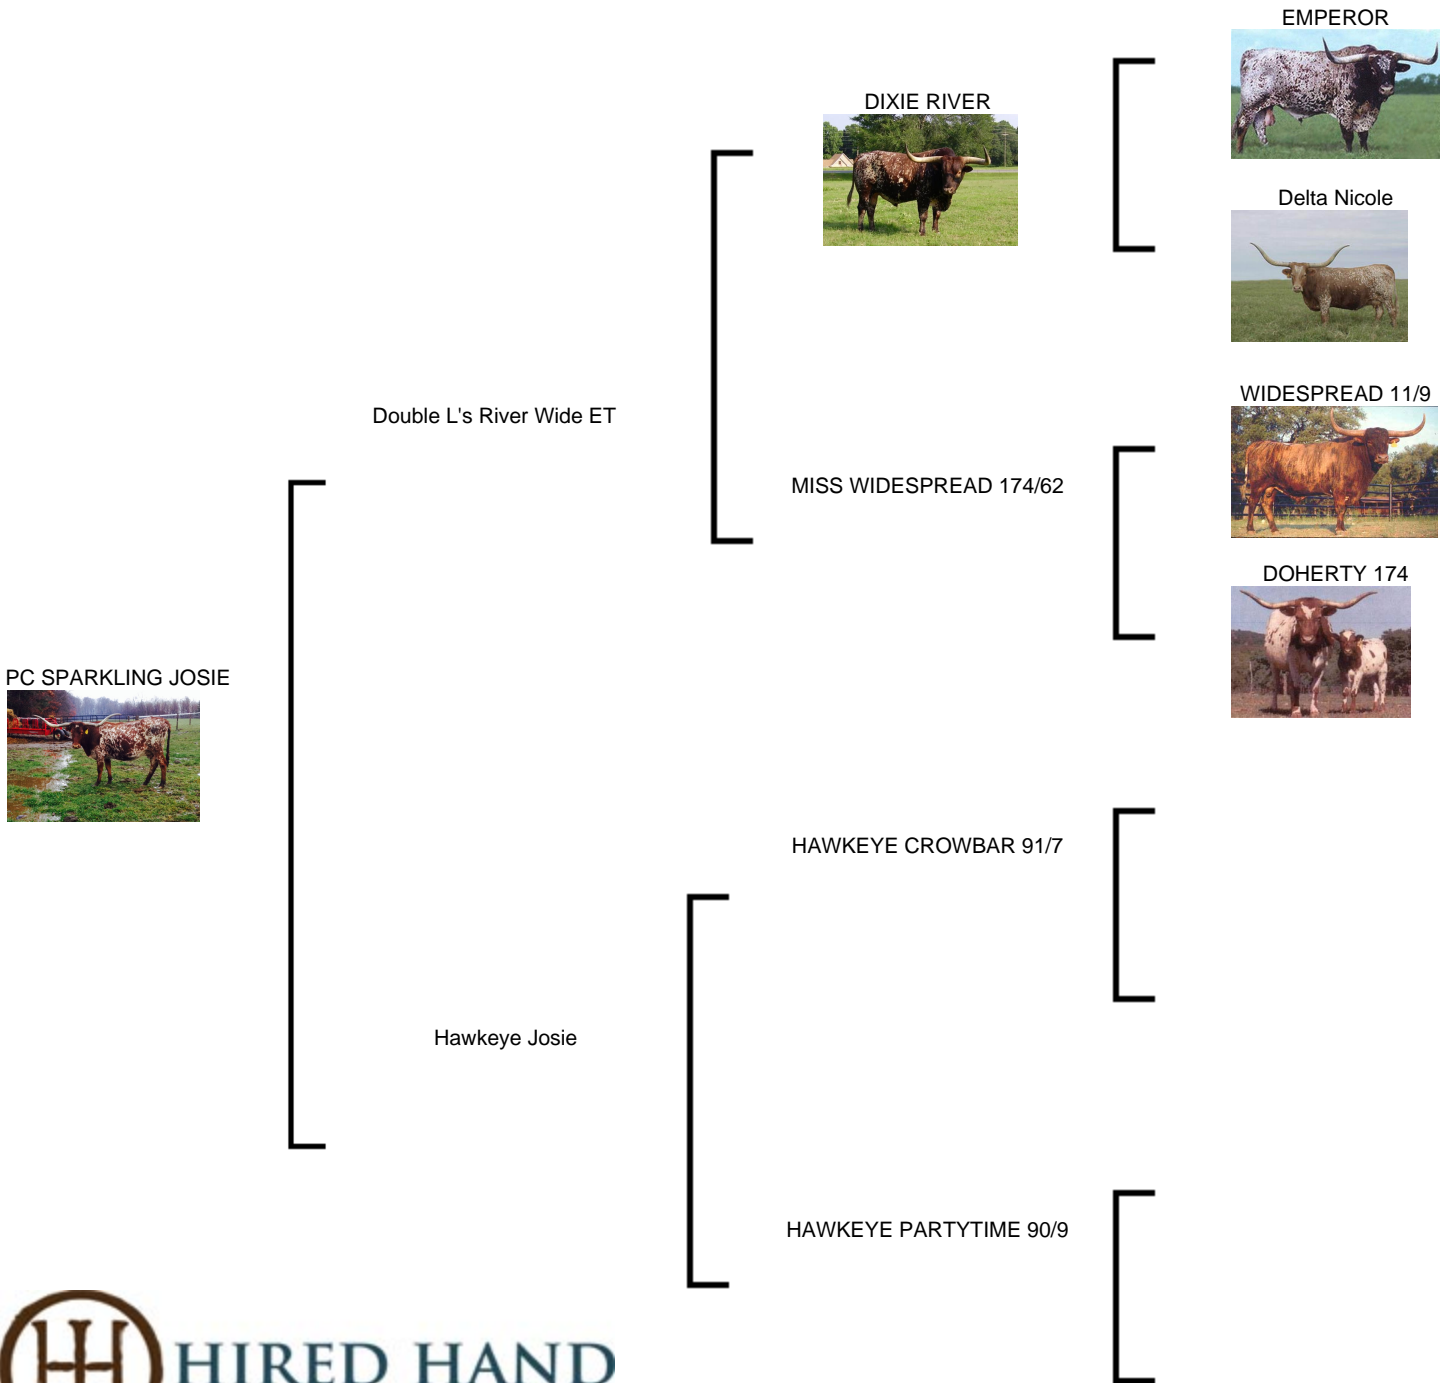 EMPEROR
DIXIE RIVER
Delta Nicole
WIDESPREAD 11/9
Double L's River Wide ET
MISS WIDESPREAD 174/62
DOHERTY 174
PC SPARKLING JOSIE
HAWKEYE CROWBAR 91/7
Hawkeye Josie
HAWKEYE PARTYTIME 90/9
HIRED HAND